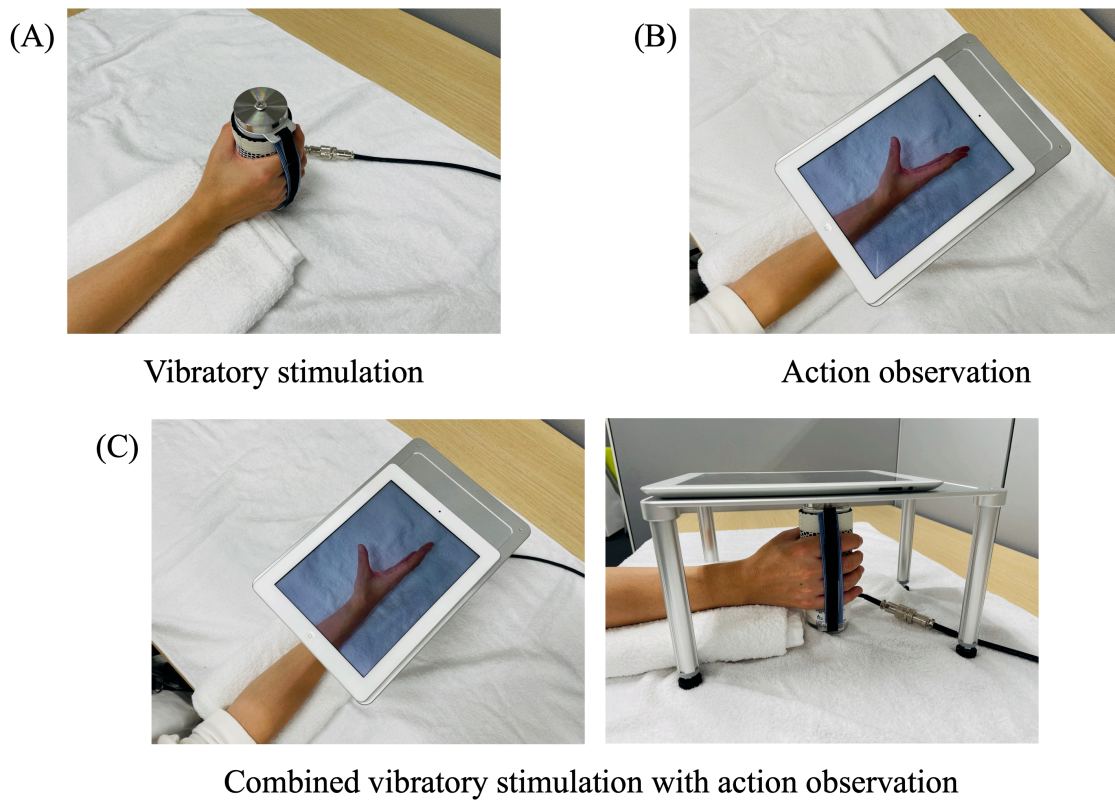 (A)
(B)
Vibratory stimulation
Action observation
(C)
Combined vibratory stimulation with action observation